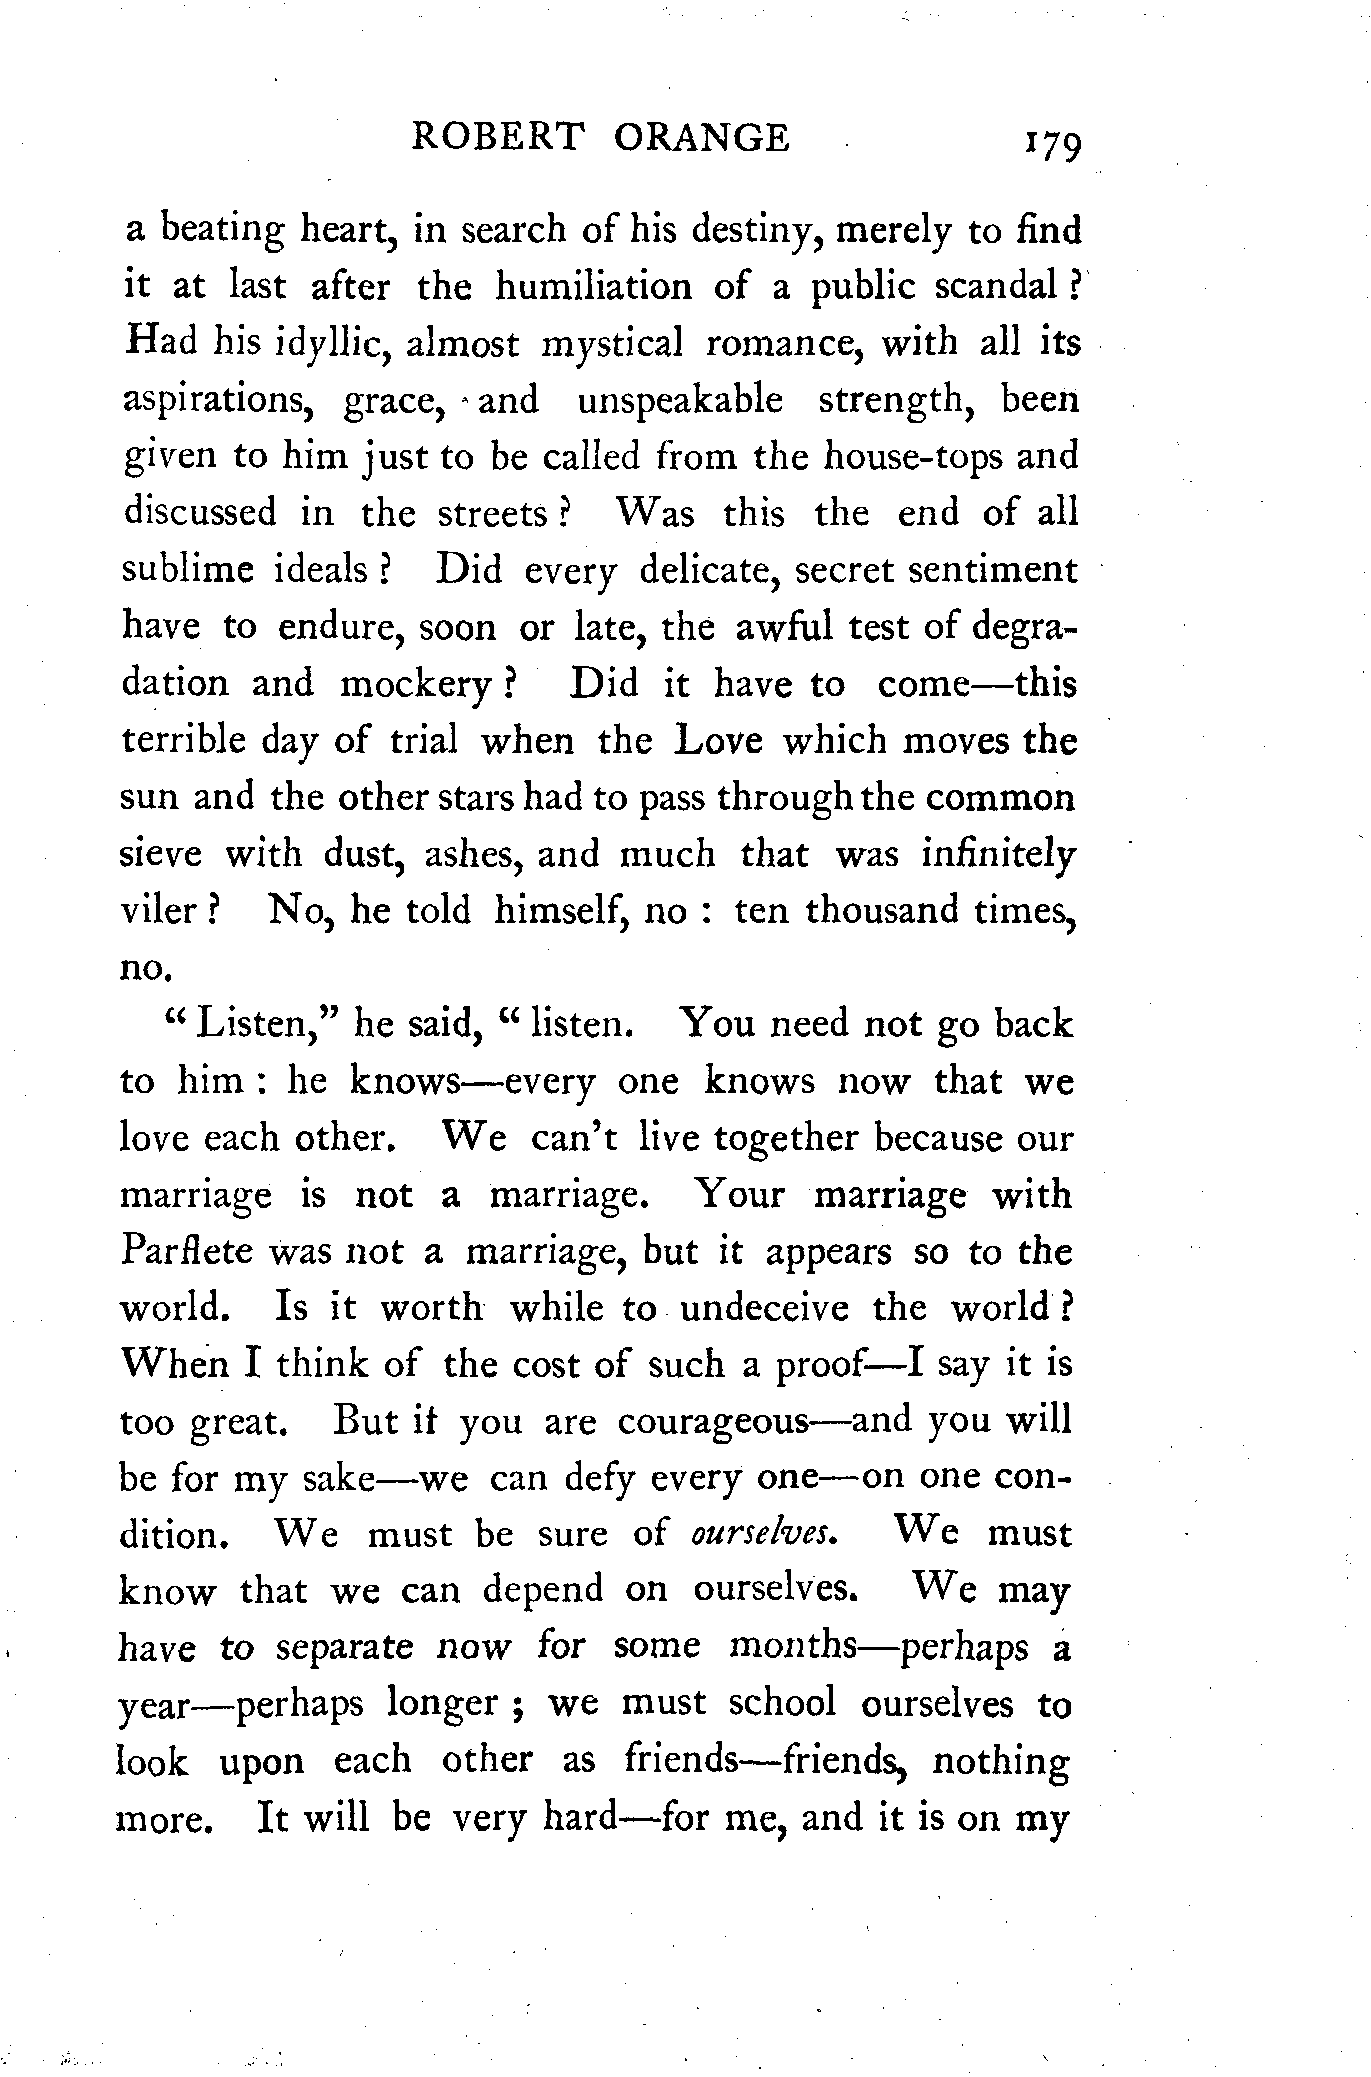 ROBERT ORANGE 179
a beating heart, in search of his destiny, merely to find
it at last after the humiliation of a public scandal ?
Had his idyllic, almost mystical romance, with all its
aspirations, grace, and unspeakable strength, been
given to him just to be called from the house-tops and
discussed in the streets ? Was this the end of all
sublime ideals ? Did every delicate, secret sentiment
have to endure, soon or late, the awful test of degra-
dation and mockery ? Did it have to come—this
terrible day of trial when the Love which moves the
sun and the other stars had to pass through the common
sieve with dust, ashes, and much that was infinitely
viler ? No, he told himself, no : ten thousand times,
no.
“ Listen,” he said, “ listen. You need not go back
to him : he knows—every one knows now that we
love each other. We can’t live together because our
marriage is not a marriage. Your marriage with
Parflete was not a marriage, but it appears so to the
world. Is it worth while to undeceive the world ?
When I think of the cost of such a proof—I say it is
too great. But if you are courageous—and you will
be for my sake—we can defy every one—on one con-
dition. We must be sure of ourselves. We must
know that we can depend on ourselves. We may
have to separate now for some months—perhaps a
year—perhaps longer ; we must school ourselves to
look upon each other as friends—friends, nothing
more. It will be very hard—for me, and it is on my